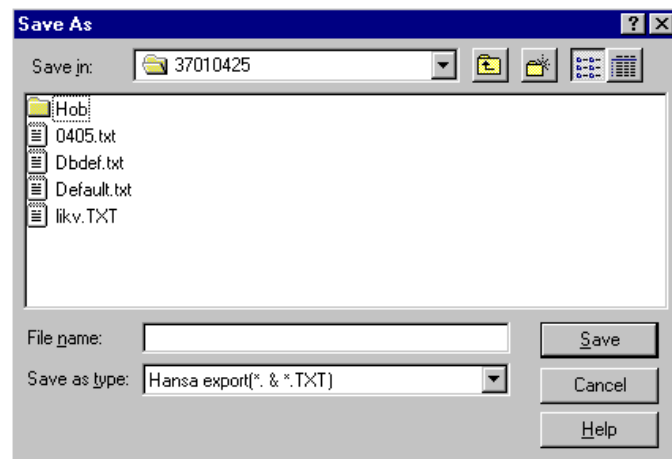 Save As
Save in: 37010425
Hob
0405.txt
Dbdef.txt
Default.txt
likv.TXT
File name: Save
Save as type: Hansa export(*. & *.TXT) Cancel
Help